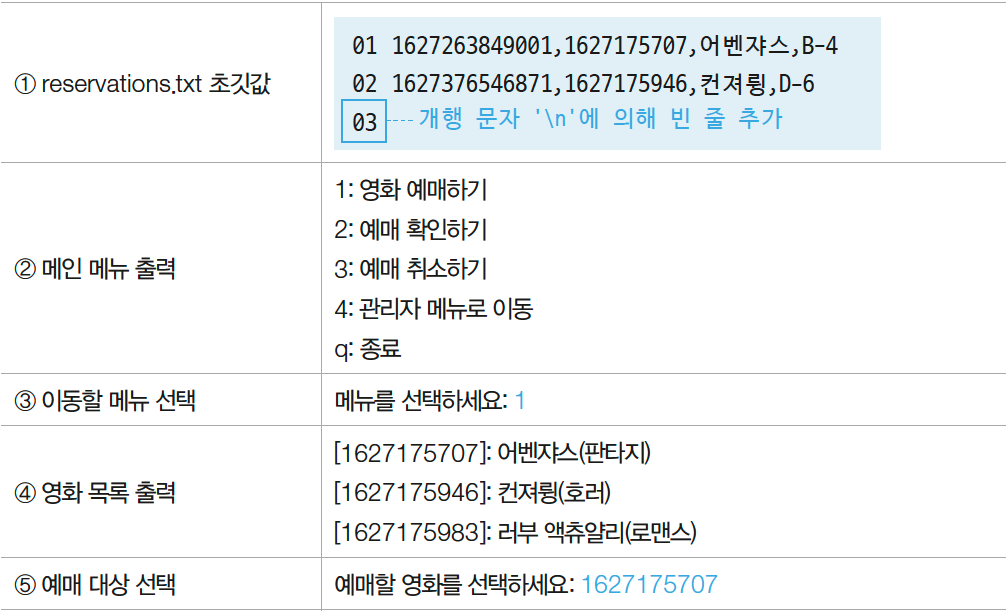 ① reservations.txt 초깃값
01 1627263849001,1627175707,어벤쟈스,B-4
02 1627376546871,1627175946,컨져륑,D-6
03 개행 문자 '\n'에 의해 빈 줄 추가
② 메인 메뉴 출력
1: 영화 예매하기
2: 예매 확인하기
3: 예매 취소하기
4: 관리자 메뉴로 이동
q: 종료
③ 이동할 메뉴 선택
메뉴를 선택하세요: 1
④ 영화 목록 출력
[1627175707]: 어벤쟈스(판타지)
[1627175946]: 컨져륑(호러)
[1627175983]: 러부 액츄얄리(로맨스)
⑤ 예매 대상 선택
예매할 영화를 선택하세요: 1627175707